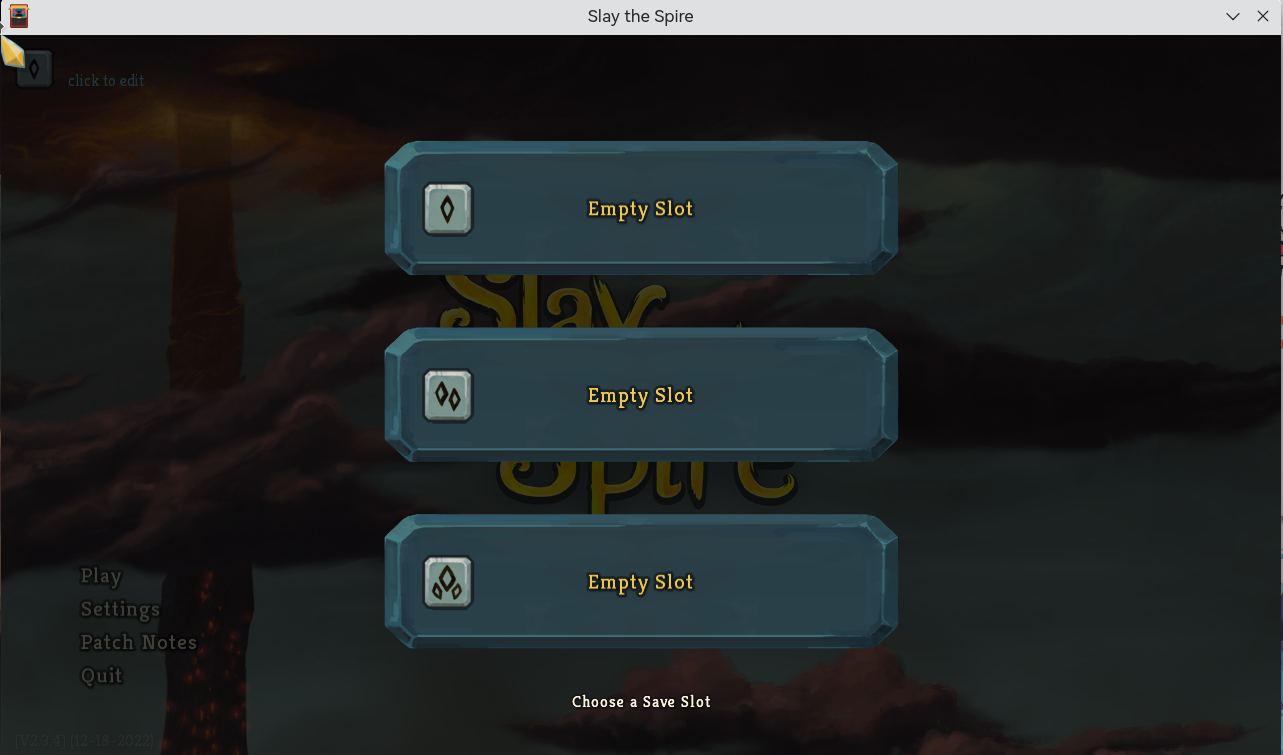 Slay the Spire
click to edit
Empty Slot
Slay
Empty Slot
Spire
Empty Slot
Play
Settings
Patch Notes
Quit
Choose a Save Slot
[V2.3.4] (12-18-2022)